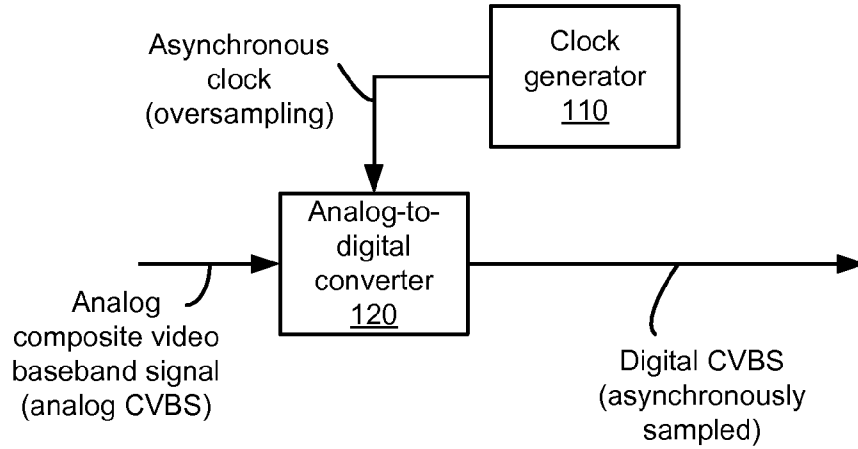 Asynchronous
clock
(oversampling)
Clock
generator
110
Analog-to-
digital
converter
120
Analog
composite video
baseband signal
(analog CVBS)
Digital CVBS
(asynchronously
sampled)